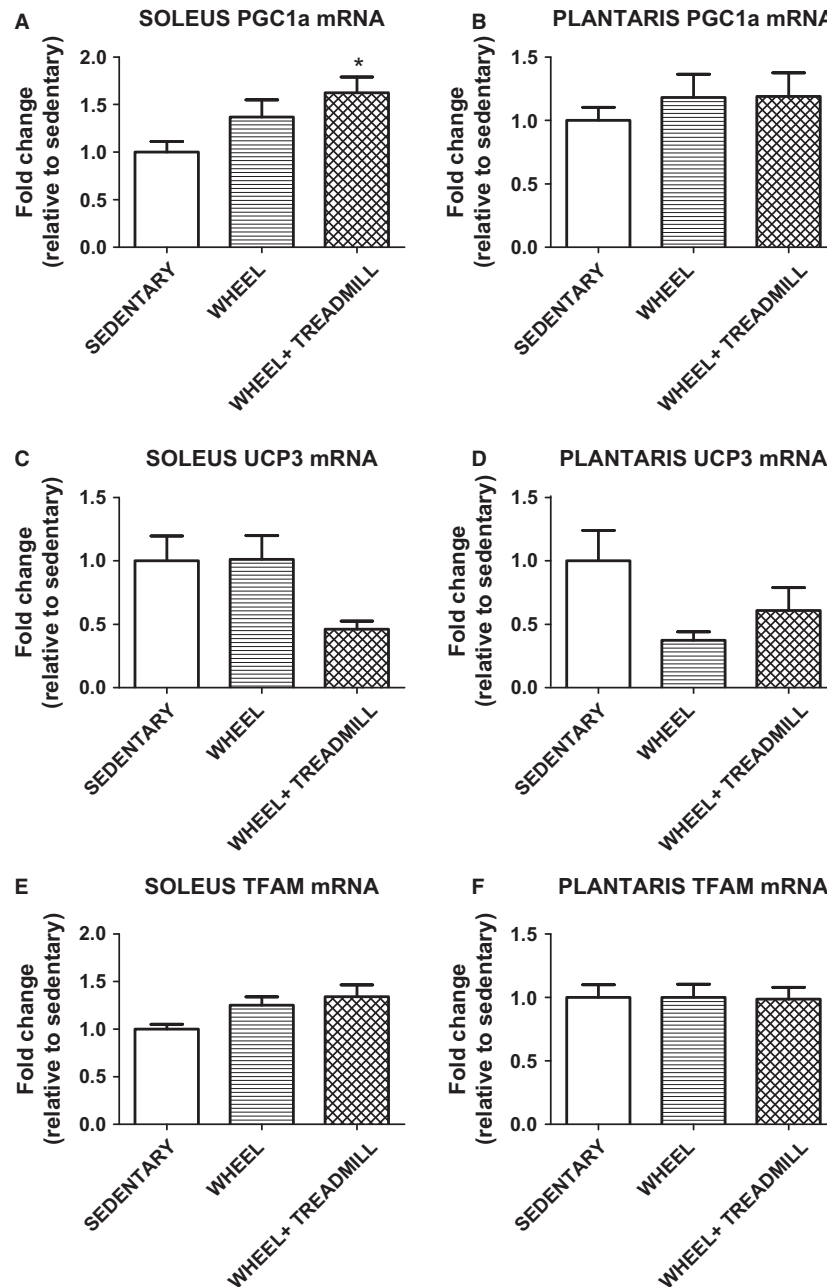 A SOLEUS PGC1a mRNA
Fold change
(relative to sedentary)
2.0
1.5
1.0
0.5
0.0
*
SEDENTARY
WHEEL
WHEEL+ TREADMILL
B PLANTARIS PGC1a mRNA
Fold change
(relative to sedentary)
1.5
1.0
0.5
0.0
SEDENTARY
WHEEL
WHEEL+ TREADMILL
C SOLEUS UCP3 mRNA
Fold change
(relative to sedentary)
1.5
1.0
0.5
0.0
SEDENTARY
WHEEL
WHEEL+ TREADMILL
D PLANTARIS UCP3 mRNA
Fold change
(relative to sedentary)
1.5
1.0
0.5
0.0
SEDENTARY
WHEEL
WHEEL+ TREADMILL
E SOLEUS TFAM mRNA
Fold change
(relative to sedentary)
2.0
1.5
1.0
0.5
0.0
SEDENTARY
WHEEL
WHEEL+ TREADMILL
F PLANTARIS TFAM mRNA
Fold change
(relative to sedentary)
1.5
1.0
0.5
0.0
SEDENTARY
WHEEL
WHEEL+ TREADMILL